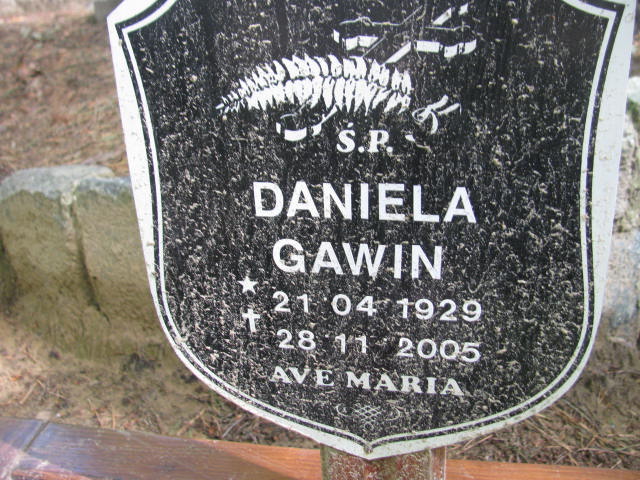 Ś.P.
DANIELA
GAWIN
★ 21 04 1929
† 28 11 2005
AVE MARIA